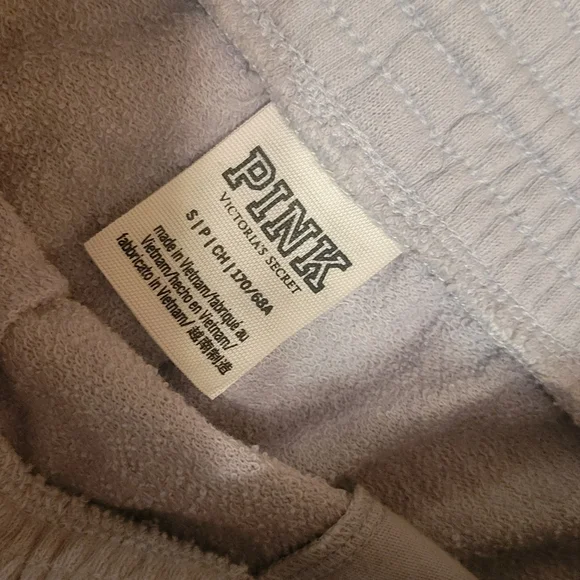 PINK
VICTORIA'S SECRET
S | P | CH | 170/68A
made in Vietnam/fabriqué au
Vietnam/hecho en Vietnam/
fabbricato in Vietnam/ 越南制造